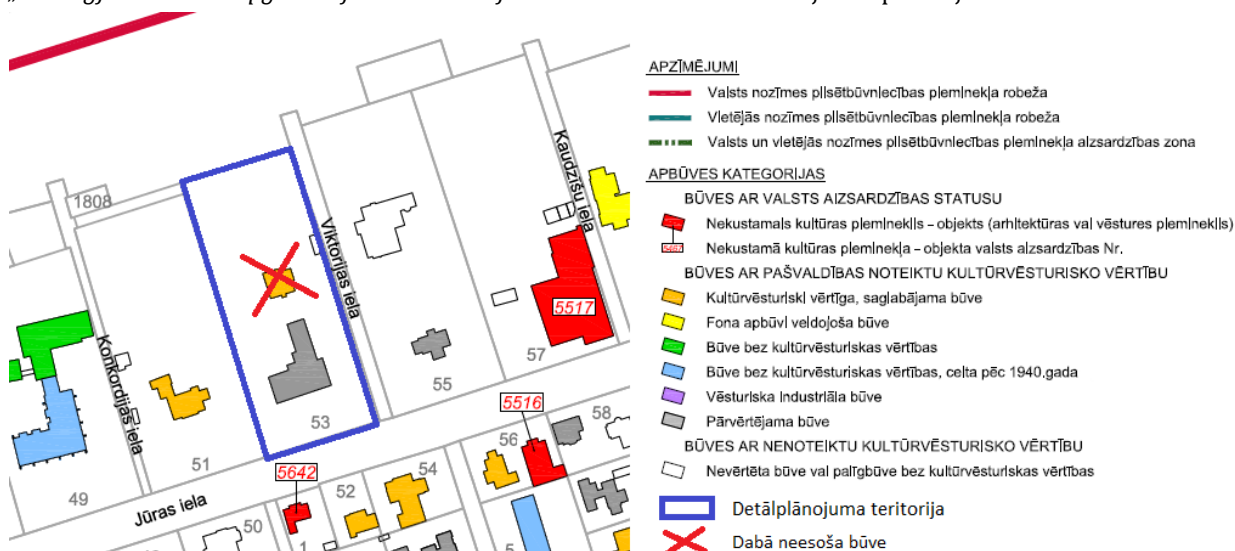 1808
Viktorijas iela
Kaudzīšu iela
5517
57
55
Konkordijas iela
53
5516
58
56
51
5642
54
52
49
Jūras iela
50
1
5
APZĪMĒJUMI
Valsts nozīmes pilsētbūvniecības pieminekļa robeža
Vietējās nozīmes pilsētbūvniecības pieminekļa robeža
Valsts un vietējās nozīmes pilsētbūvniecības pieminekļa aizsardzības zona
APBŪVES KATEGORIJAS
BŪVES AR VALSTS AIZSARDZĪBAS STATUSU
Nekustamais kultūras piemineklis – objekts (arhitektūras vai vēstures piemineklis)
Nekustamā kultūras pieminekļa – objekta valsts aizsardzības Nr.
BŪVES AR PAŠVALDĪBAS NOTEIKTU KULTŪRVĒSTURISKO VĒRTĪBU
Kultūrvēsturiski vērtīga, saglabājama būve
Fona apbūvi veidojoša būve
Būve bez kultūrvēsturiskas vērtības
Būve bez kultūrvēsturiskas vērtības, celta pēc 1940.gada
Vēsturiska industriāla būve
Pārvērtējama būve
BŪVES AR NENOTEIKTU KULTŪRVĒSTURISKO VĒRTĪBU
Nevērtēta būve vai palīgbūve bez kultūrvēsturiskas vērtības
Detālplānojuma teritorija
Dabā neesoša būve